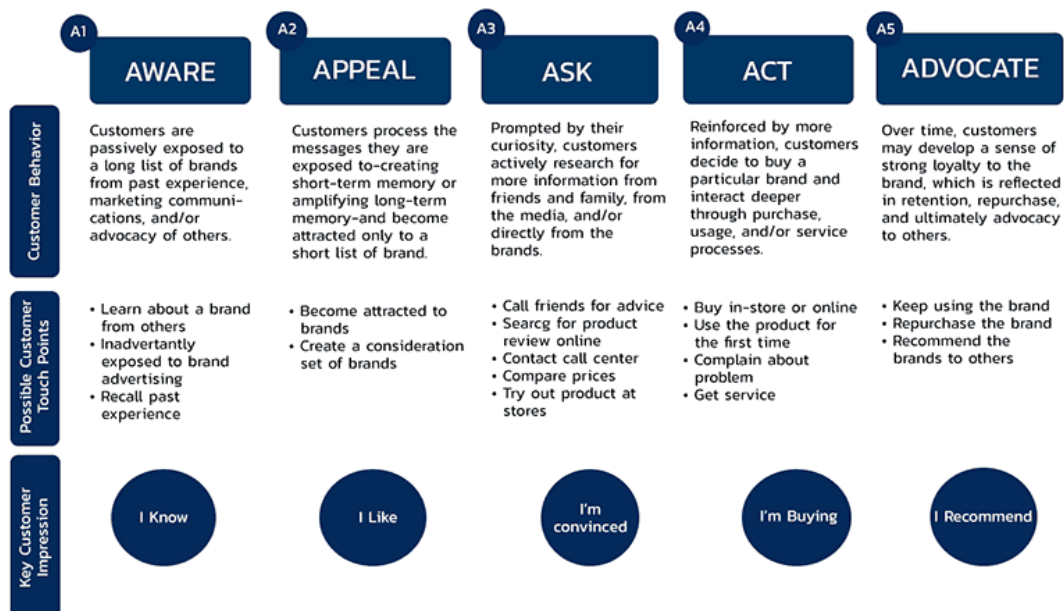 A1
AWARE
A2
APPEAL
A3
ASK
A4
ACT
A5
ADVOCATE
Customer Behavior
Customers are
passively exposed to
a long list of brands
from past experience,
marketing communi-
cations, and/or
advocacy of others.
Customers process the
messages they are
exposed to-creating
short-term memory or
amplifying long-term
memory-and become
attracted only to a
short list of brand.
Prompted by their
curiosity, customers
actively research for
more information from
friends and family, from
the media, and/or
directly from the
brands.
Reinforced by more
information, customers
decide to buy a
particular brand and
interact deeper
through purchase,
usage, and/or service
processes.
Over time, customers
may develop a sense of
strong loyalty to the
brand, which is reflected
in retention, repurchase,
and ultimately advocacy
to others.
Possible Customer
Touch Points
• Learn about a brand
from others
• Inadvertantly
exposed to brand
advertising
• Recall past
experience
• Become attracted to
brands
• Create a consideration
set of brands
• Call friends for advice
• Searcg for product
review online
• Contact call center
• Compare prices
• Try out product at
stores
• Buy in-store or online
• Use the product for
the first time
• Complain about
problem
• Get service
• Keep using the brand
• Repurchase the brand
• Recommend the
brands to others
Key Customer
Impression
I Know
I Like
I'm
convinced
I'm Buying
I Recommend